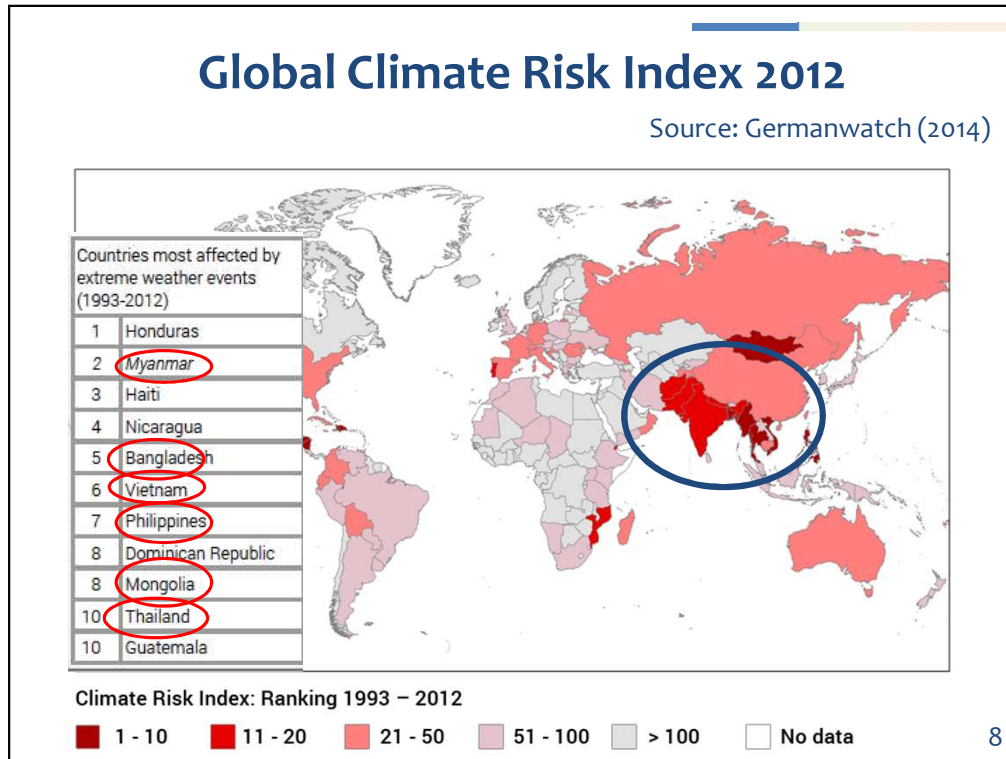 Global Climate Risk Index 2012
Source: Germanwatch (2014)
Countries most affected by
extreme weather events
(1993-2012)
1 Honduras
2 Myanmar
3 Haiti
4 Nicaragua
5 Bangladesh
6 Vietnam
7 Philippines
8 Dominican Republic
8 Mongolia
10 Thailand
10 Guatemala
Climate Risk Index: Ranking 1993 – 2012
1 - 10 11 - 20 21 - 50 51 - 100 > 100 No data
8